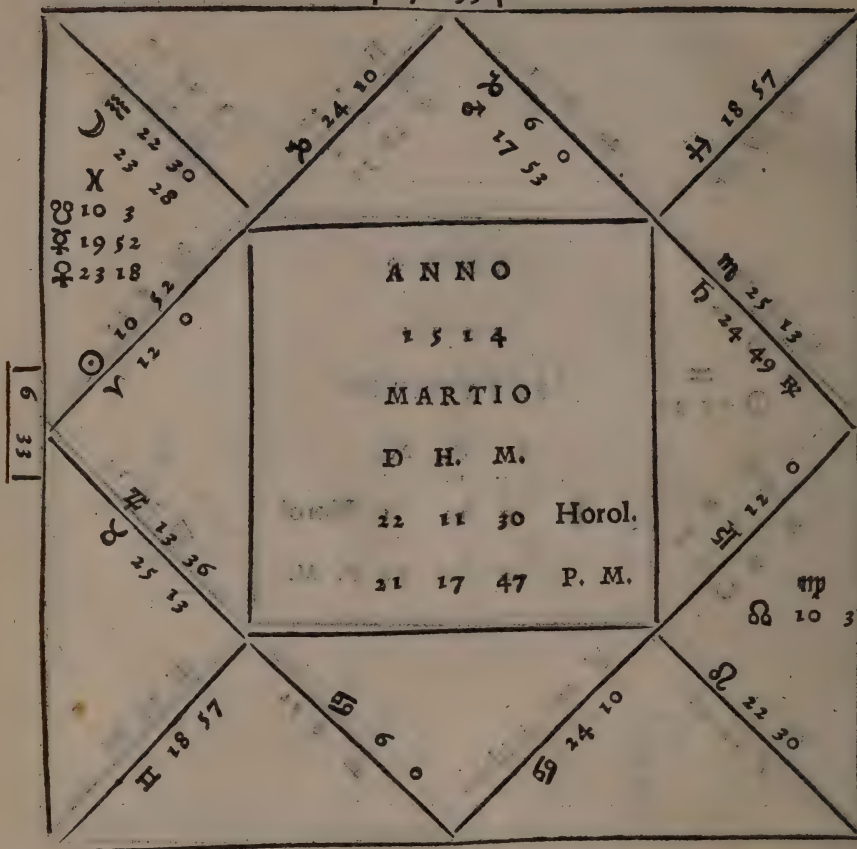 ♒ 22 30
☽ 23 28
♓
☋ 10 3
☿ 19 52
♀ 23 18
♑ 24 10
♑ 6 0
♂ 17 53
♐ 18 57
♏ 25 13
♄ 24 49 ℞
☉ 10 52
♈ 12 0
6 33
ANNO
1514
MARTIO
D H. M.
22 11 30 Horol.
21 17 47 P. M.
♎ 12 0
♍
☊ 10 3
♃ 13 36
♉ 25 13
♊ 18 57
♋ 6 0
♋ 24 10
♌ 22 30